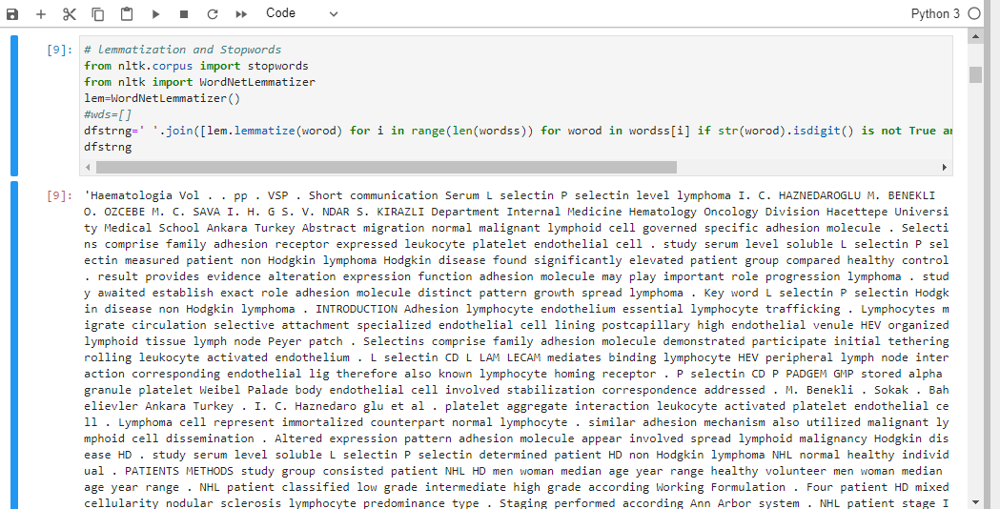 Code
Python 3
[9]: # Lemmatization and Stopwords
from nltk.corpus import stopwords
from nltk import WordNetLemmatizer
lem=WordNetLemmatizer()
#wds=[]
dfstrng=' '.join([lem.lemmatize(worod) for i in range(len(wordss)) for worod in wordss[i] if str(worod).isdigit() is not True an
dfstrng
[9]: 'Haematologia Vol . . pp . VSP . Short communication Serum L selectin P selectin level lymphoma I. C. HAZNEDAROGLU M. BENEKLI
O. OZCEBE M. C. SAVA I. H. G S. V. NDAR S. KIRAZLI Department Internal Medicine Hematology Oncology Division Hacettepe Universi
ty Medical School Ankara Turkey Abstract migration normal malignant lymphoid cell governed specific adhesion molecule . Selecti
ns comprise family adhesion receptor expressed leukocyte platelet endothelial cell . study serum level soluble L selectin P sel
ectin measured patient non Hodgkin lymphoma Hodgkin disease found significantly elevated patient group compared healthy control
. result provides evidence alteration expression function adhesion molecule may play important role progression lymphoma . stud
y awaited establish exact role adhesion molecule distinct pattern growth spread lymphoma . Key word L selectin P selectin Hodgk
in disease non Hodgkin lymphoma . INTRODUCTION Adhesion lymphocyte endothelium essential lymphocyte trafficking . Lymphocytes m
igrate circulation selective attachment specialized endothelial cell lining postcapillary high endothelial venule HEV organized
lymphoid tissue lymph node Peyer patch . Selectins comprise family adhesion molecule demonstrated participate initial tethering
rolling leukocyte activated endothelium . L selectin CD L LAM LECAM mediates binding lymphocyte HEV peripheral lymph node inter
action corresponding endothelial lig therefore also known lymphocyte homing receptor . P selectin CD P PADGEM GMP stored alpha
granule platelet Weibel Palade body endothelial cell involved stabilization correspondence addressed . M. Benekli . Sokak . Bah
elievler Ankara Turkey . I. C. Haznedaro glu et al . platelet aggregate interaction leukocyte activated platelet endothelial ce
ll . Lymphoma cell represent immortalized counterpart normal lymphocyte . similar adhesion mechanism also utilized malignant ly
mphoid cell dissemination . Altered expression pattern adhesion molecule appear involved spread lymphoid malignancy Hodgkin dis
ease HD . study serum level soluble L selectin P selectin determined patient HD non Hodgkin lymphoma NHL normal healthy individ
ual . PATIENTS METHODS study group consisted patient NHL HD men woman median age year range healthy volunteer men woman median
age year range . NHL patient classified low grade intermediate high grade according Working Formulation . Four patient HD mixed
cellularity nodular sclerosis lymphocyte predominance type . Staging performed according Ann Arbor system . NHL patient stage I